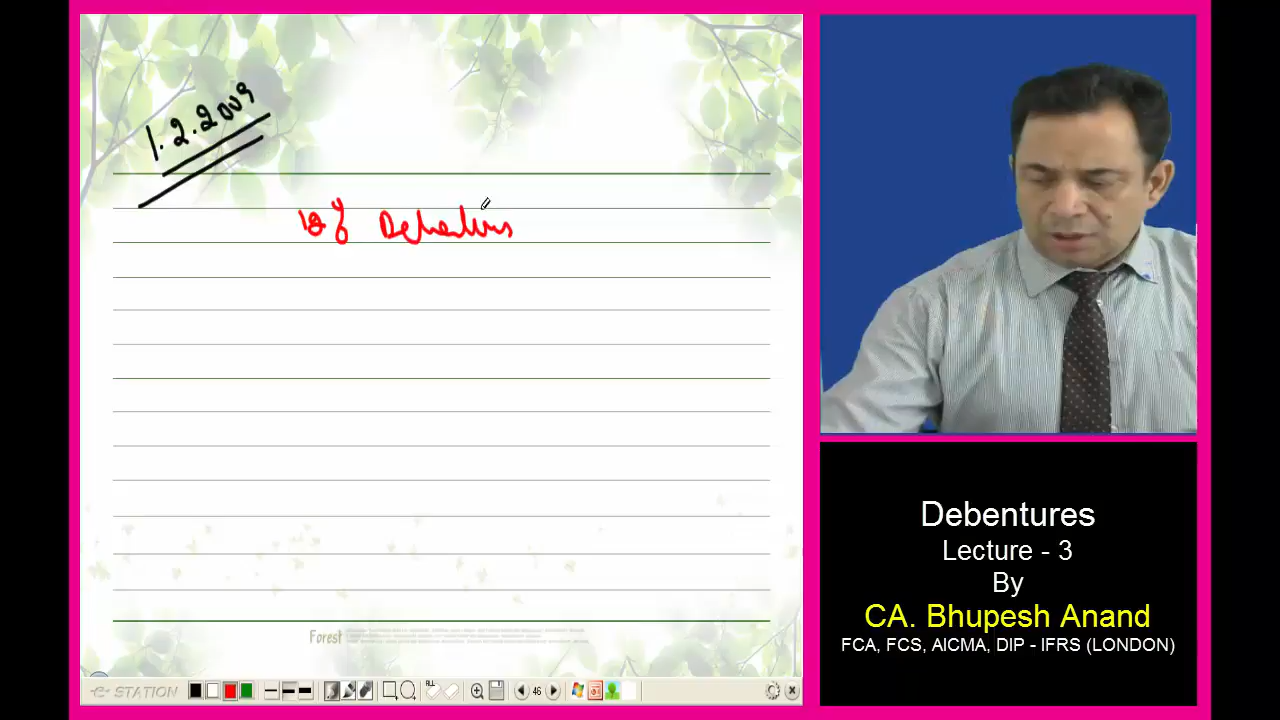 1.2.2009
Debentures
Forest
e-STATION
46
Debentures
Lecture - 3
By
CA. Bhupesh Anand
FCA, FCS, AICMA, DIP - IFRS (LONDON)